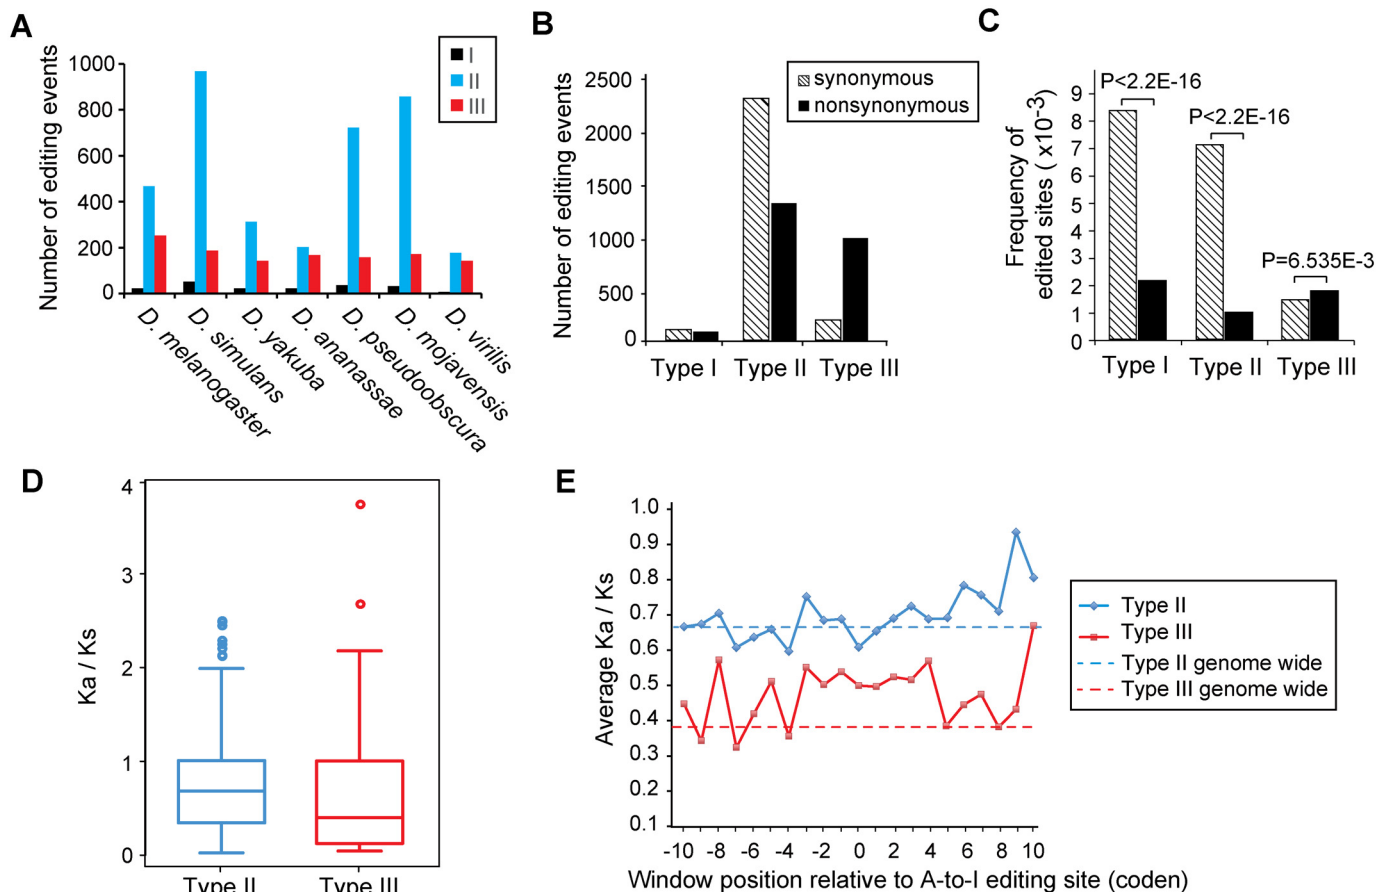 A
Number of editing events
1000
800
600
400
200
0
I
II
III
D. melanogaster
D. simulans
D. yakuba
D. ananassae
D. pseudoobscura
D. mojavensis
D. virilis
B
Number of editing events
2500
2000
1500
1000
500
0
synonymous
nonsynonymous
Type I
Type II
Type III
C
Frequency of
edited sites ( x10-3)
9
8
7
6
5
4
3
2
1
0
P<2.2E-16
P<2.2E-16
P=6.535E-3
Type I
Type II
Type III
D
Ka / Ks
4
3
2
1
0
Type II
Type III
E
Average Ka / Ks
1.0
0.9
0.8
0.7
0.6
0.5
0.4
0.3
0.2
0.1
-10 -8 -6 -4 -2 0 2 4 6 8 10
Window position relative to A-to-I editing site (coden)
Type II
Type III
Type II genome wide
Type III genome wide